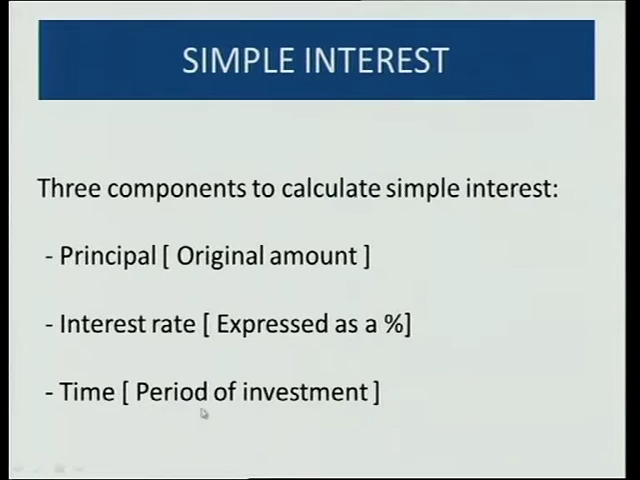 SIMPLE INTEREST
Three components to calculate simple interest:
- Principal [ Original amount ]
- Interest rate [ Expressed as a %]
- Time [ Period of investment ]